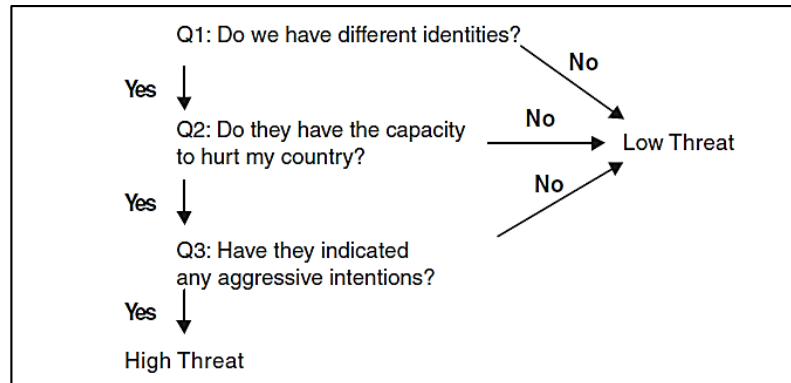 Q1: Do we have different identities?
No
Yes
Q2: Do they have the capacity
to hurt my country?
No
Low Threat
No
Yes
Q3: Have they indicated
any aggressive intentions?
Yes
High Threat